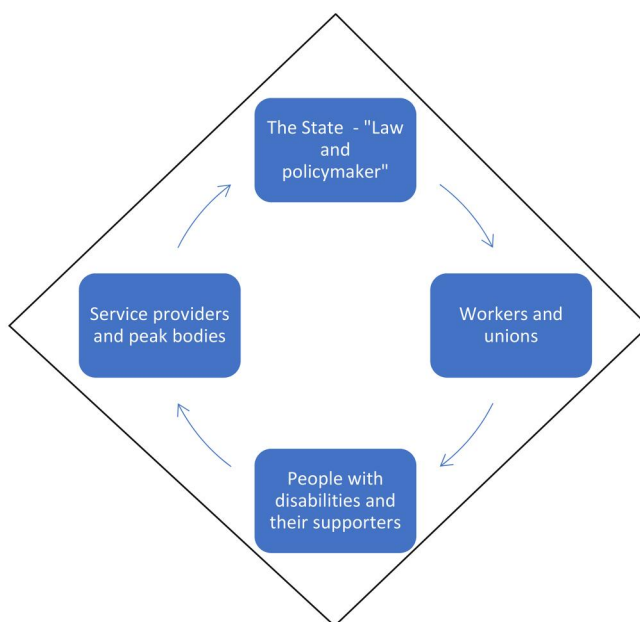 The State - "Law
and
policymaker"
Workers and
unions
People with
disabilities and
their supporters
Service providers
and peak bodies